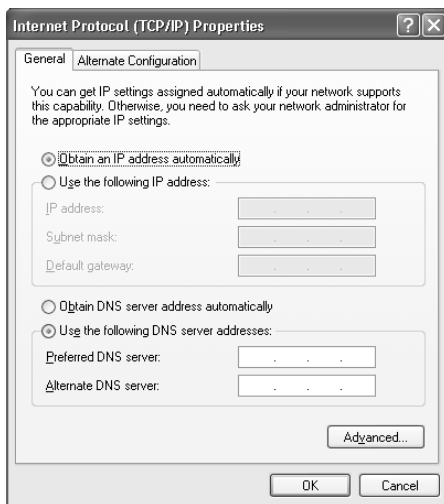 Internet Protocol (TCP/IP) Properties
General
Alternate Configuration
You can get IP settings assigned automatically if your network supports
this capability. Otherwise, you need to ask your network administrator for
the appropriate IP settings.
Obtain an IP address automatically
Use the following IP address:
IP address:
Subnet mask:
Default gateway:
Obtain DNS server address automatically
Use the following DNS server addresses:
Preferred DNS server:
Alternate DNS server:
Advanced...
OK
Cancel